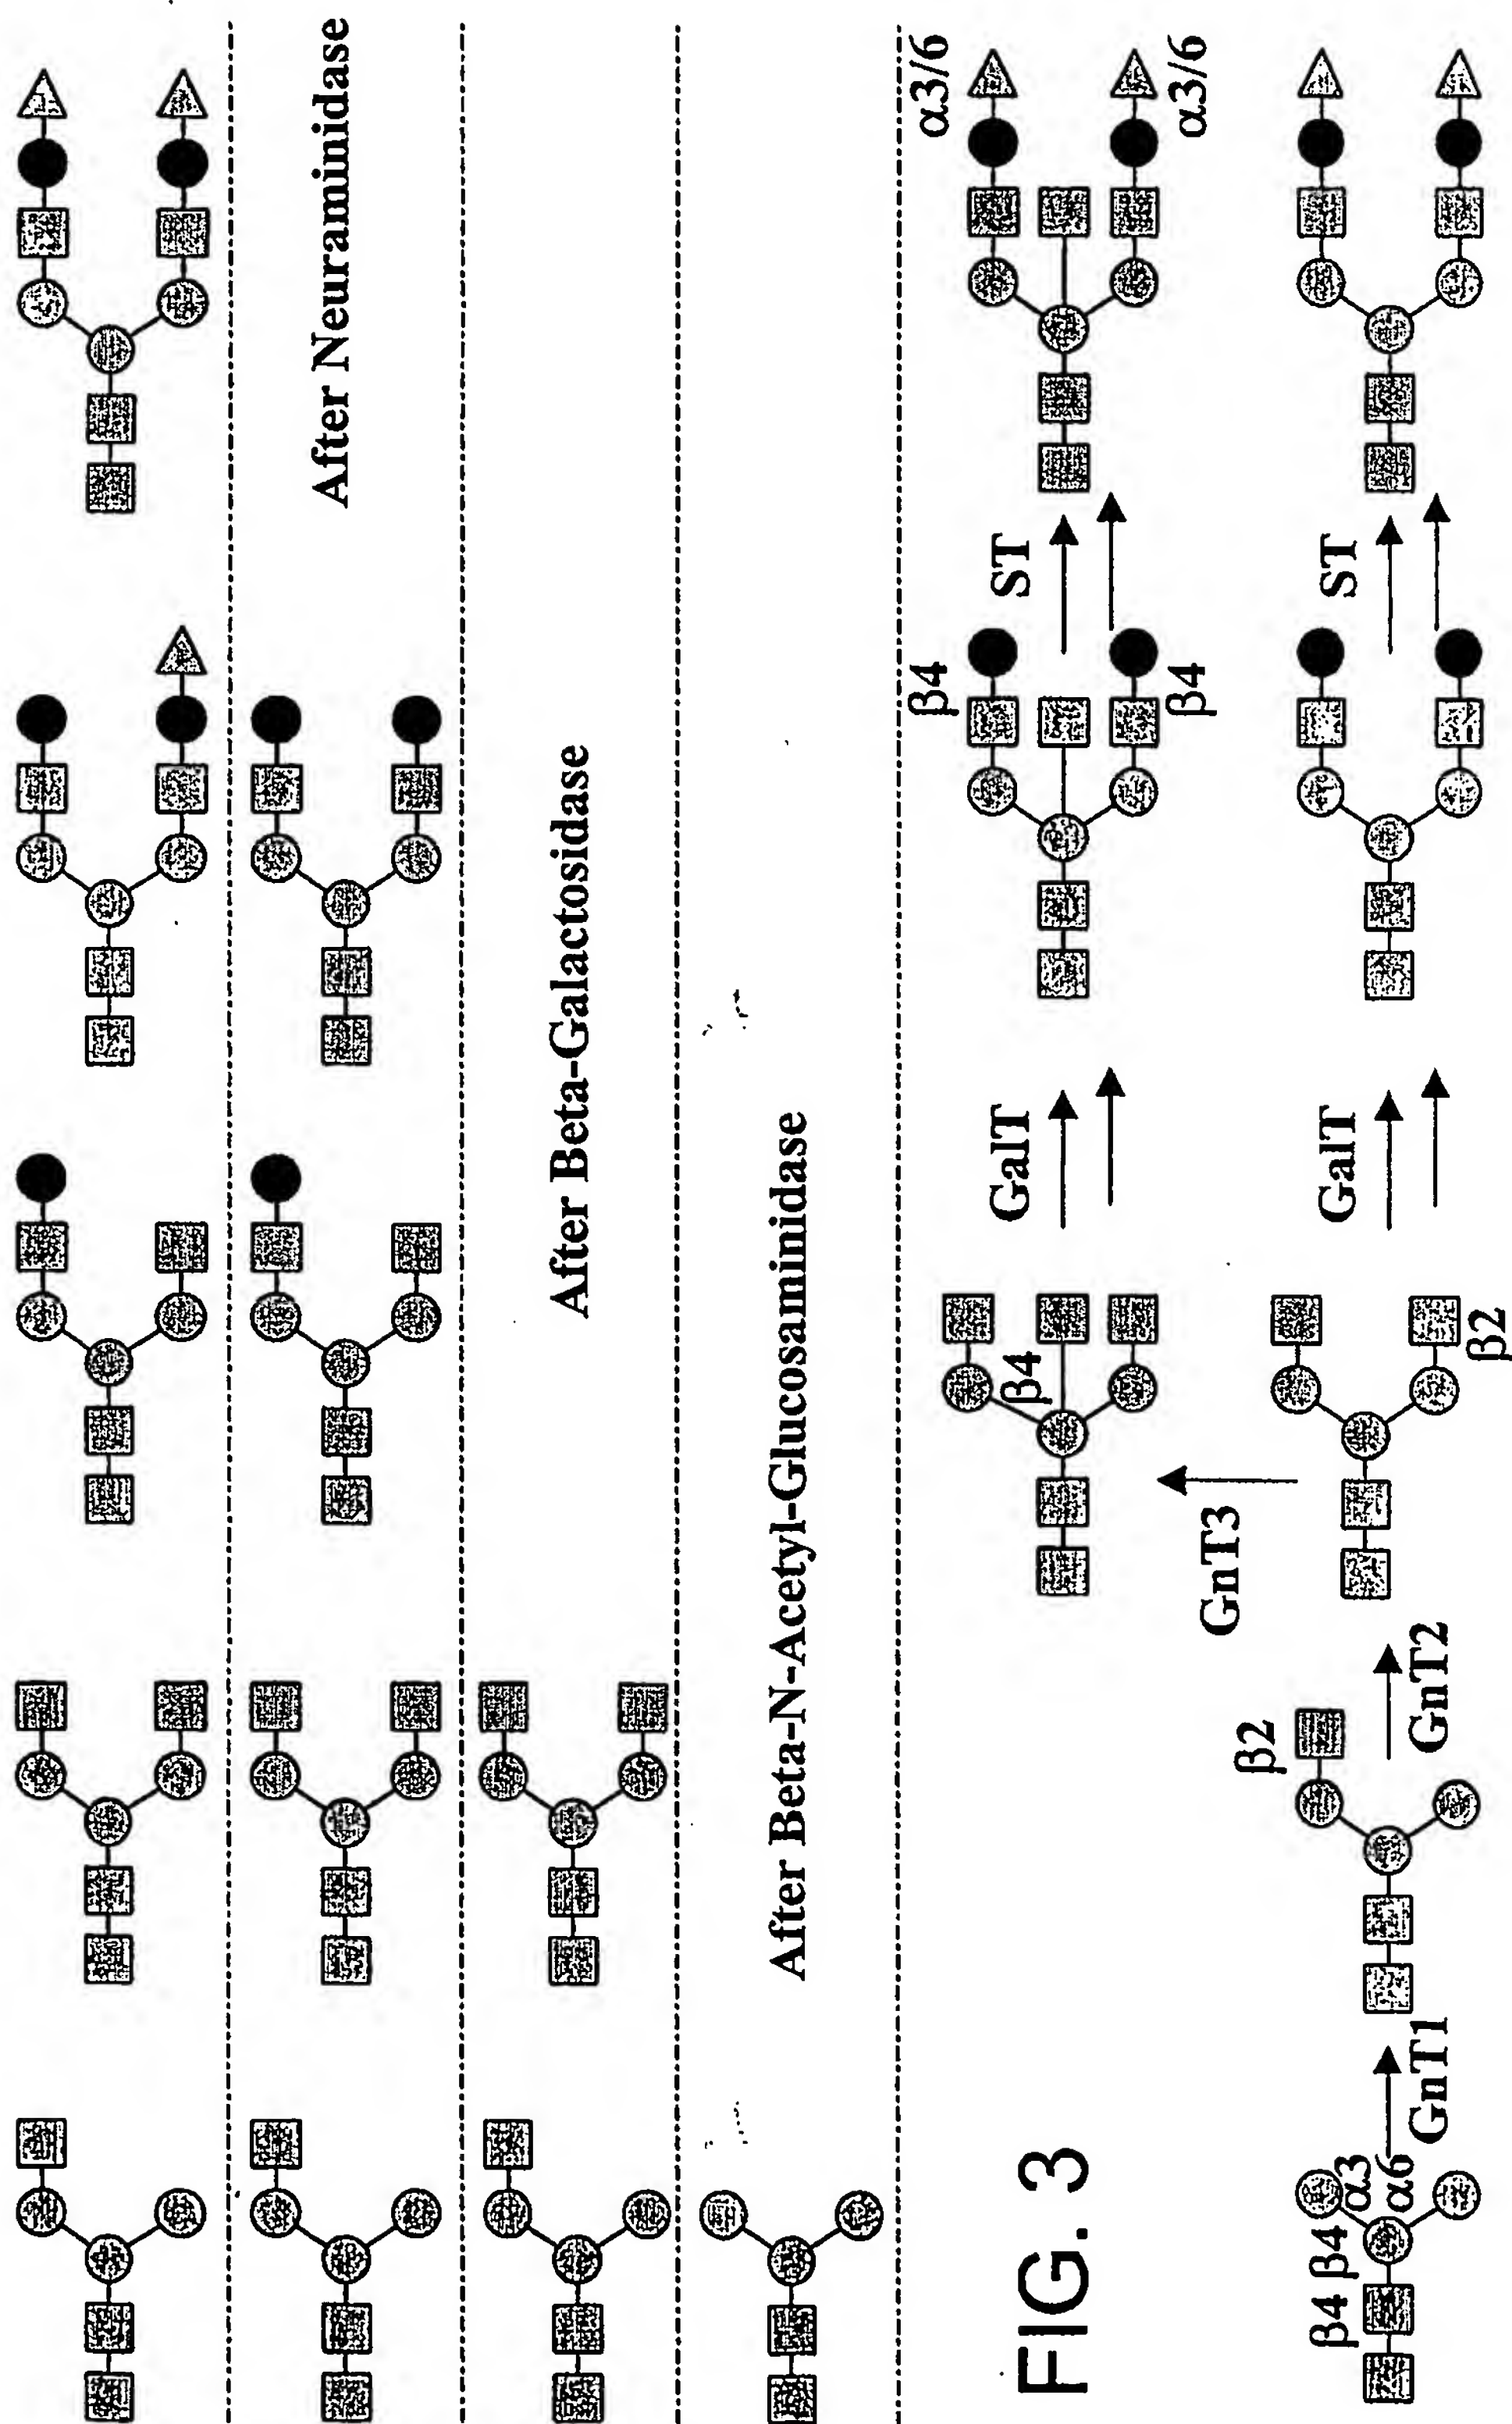 After Neuraminidase
After Beta-Galactosidase
After Beta-N-Acetyl-Glucosaminidase
FIG. 3
β4
α3/6
β4
GalT
ST
β4
α3/6
GnT3
β4 β4
α3
α6
β2
GalT
ST
GnT1
GnT2
β2